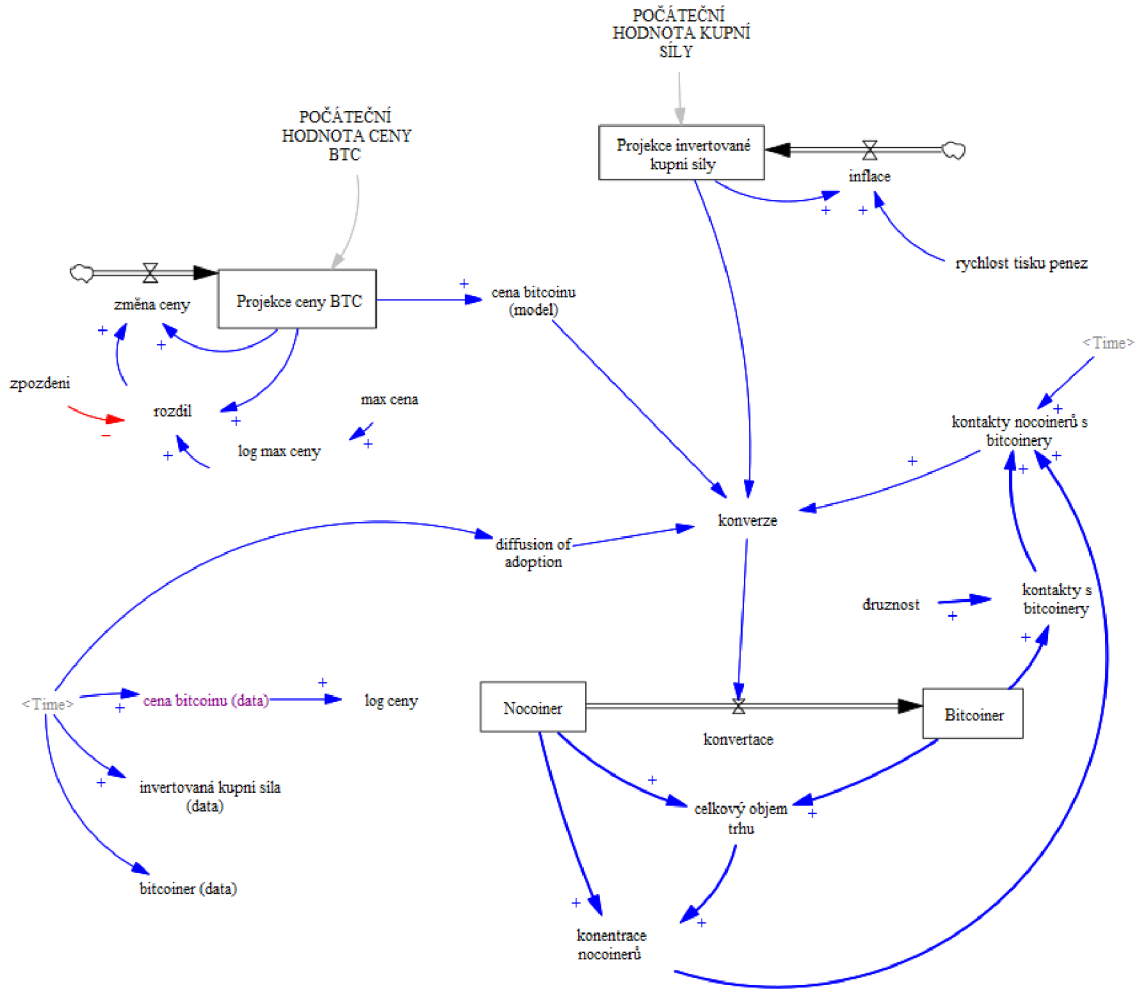 POČÁTEČNÍ
HODNOTA KUPNÍ
SÍLY
POČÁTEČNÍ
HODNOTA CENY
BTC
Projekce invertované
kupní síly
inflace
+
+
rychlost tisku penez
změna ceny
Projekce ceny BTC
+
cena bitcoinu
(model)
+
+
<Time>
zpozdeni
−
rozdíl
+
max cena
+
log max ceny
+
+
kontakty nocoinerů s
bitcoinery
+
+
+
konverze
diffusion of
adoption
družnost
+
kontakty s
bitcoinery
+
<Time>
+
cena bitcoinu (data)
+
log ceny
Nocoiner
konvertace
Bitcoiner
+
invertovaná kupní síla
(data)
+
celkový objem
trhu
+
bitcoiner (data)
+
+
konentrace
nocoinerů